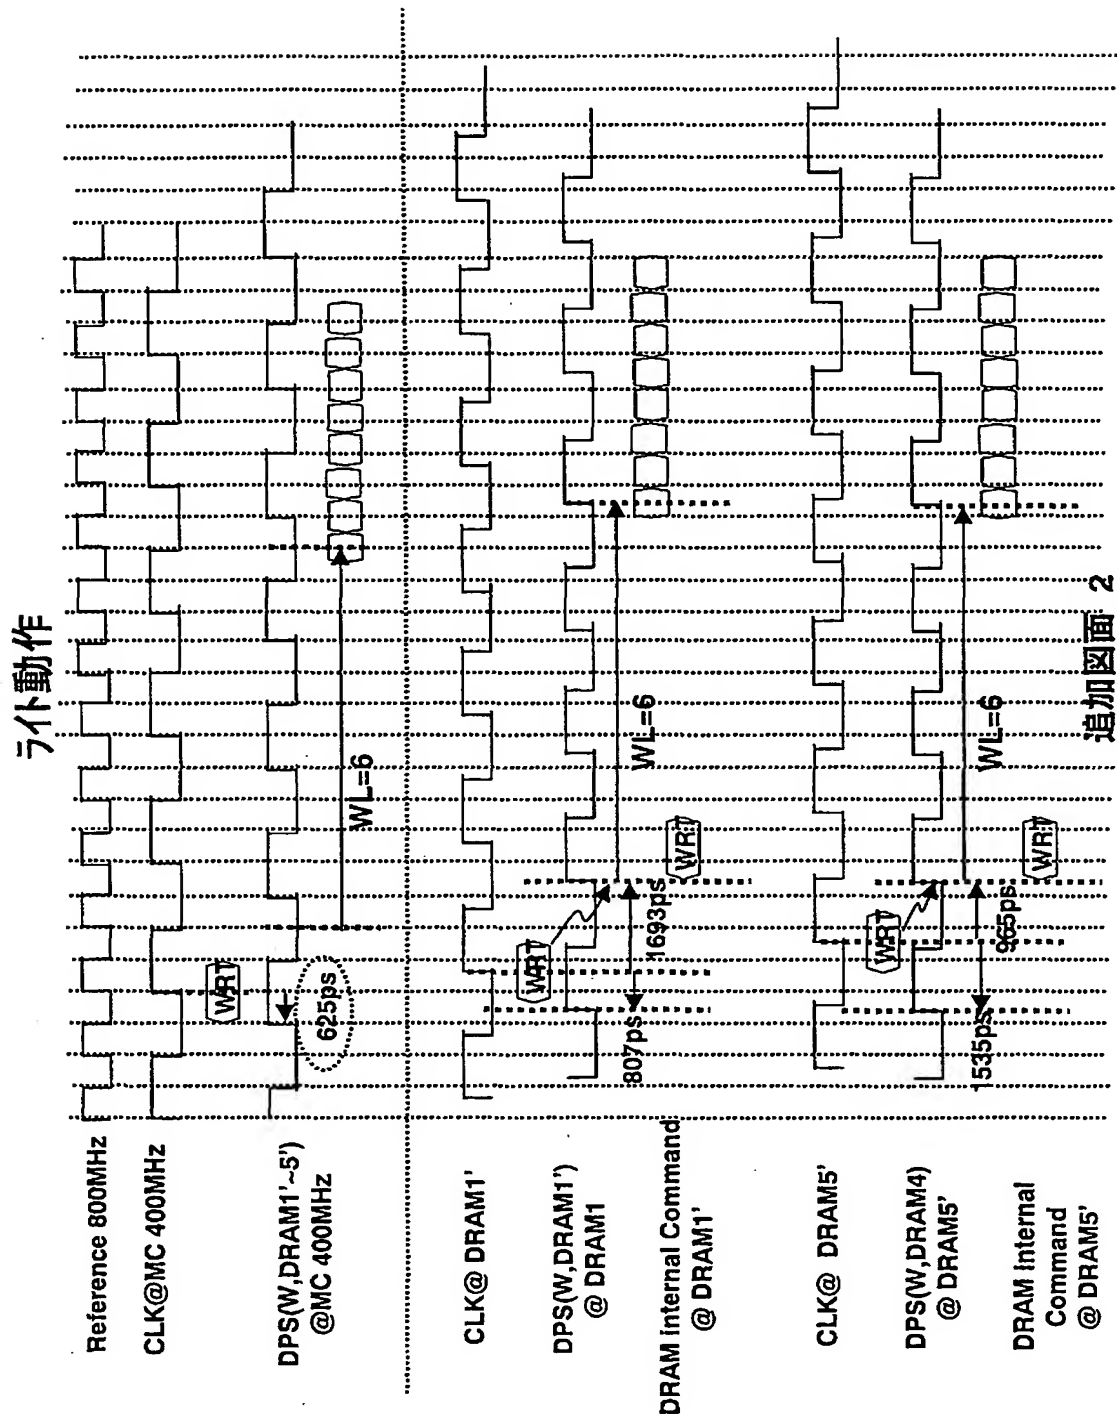 ライト動作
Reference 800MHz
CLK@MC 400MHz
WRT
DPS(W,DRAM1'~5')
@MC 400MHz
625ps
WL=6
CLK@ DRAM1'
WRT
DPS(W,DRAM1')
@ DRAM1
807ps
1693ps
WL=6
DRAM Internal Command
@ DRAM1'
WRT
CLK@ DRAM5'
WRT
DPS(W,DRAM4)
@ DRAM5'
1535ps
965ps
WL=6
DRAM Internal
Command
@ DRAM5'
WRT
追加図面 2